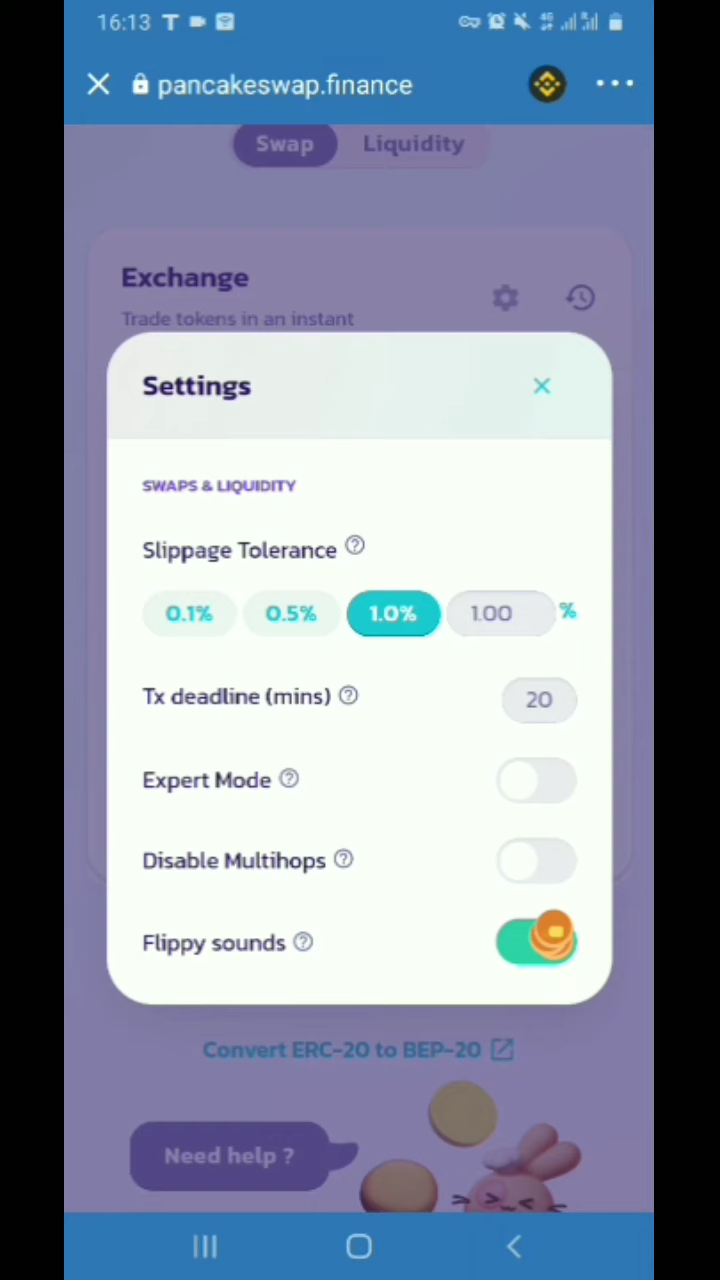 16:13
pancakeswap.finance
Swap Liquidity
Exchange
Trade tokens in an instant
Settings
SWAPS & LIQUIDITY
Slippage Tolerance
0.1% 0.5% 1.0% 1.00 %
Tx deadline (mins) 20
Expert Mode
Disable Multihops
Flippy sounds
Convert ERC-20 to BEP-20
Need help ?